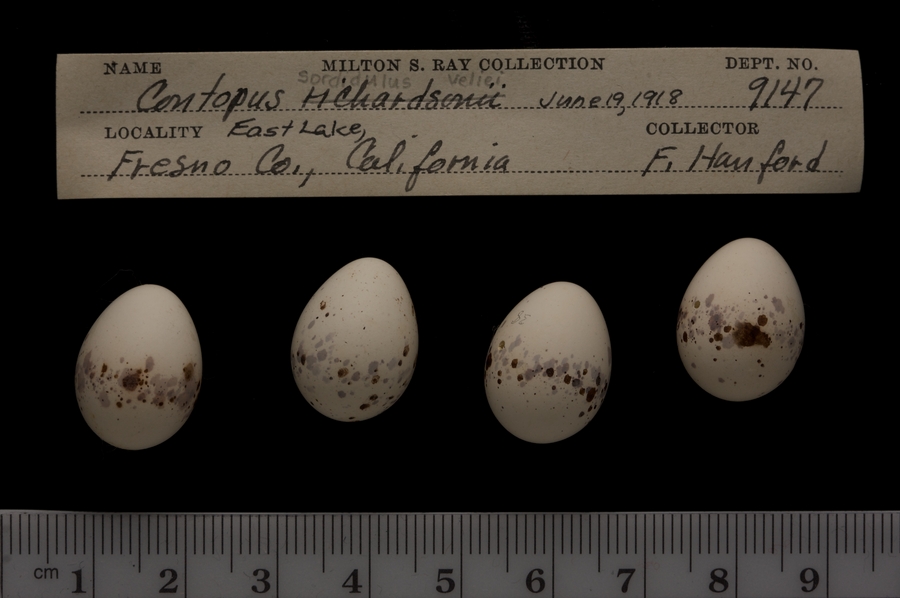 NAME MILTON S. RAY COLLECTION DEPT. NO.
sordidulus veliei
Contopus richardsonii June 19, 1918 9147
LOCALITY East Lake, COLLECTOR
Fresno Co., California F. Hanford
cm 1 2 3 4 5 6 7 8 9